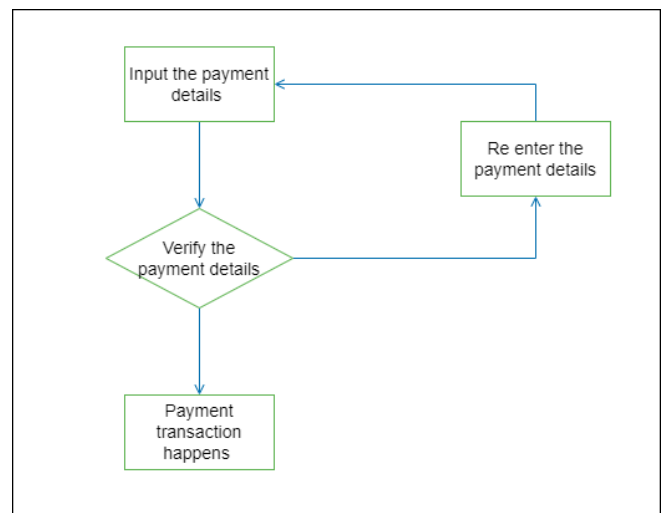 Input the payment
details
Re enter the
payment details
Verify the
payment details
Payment
transaction
happens